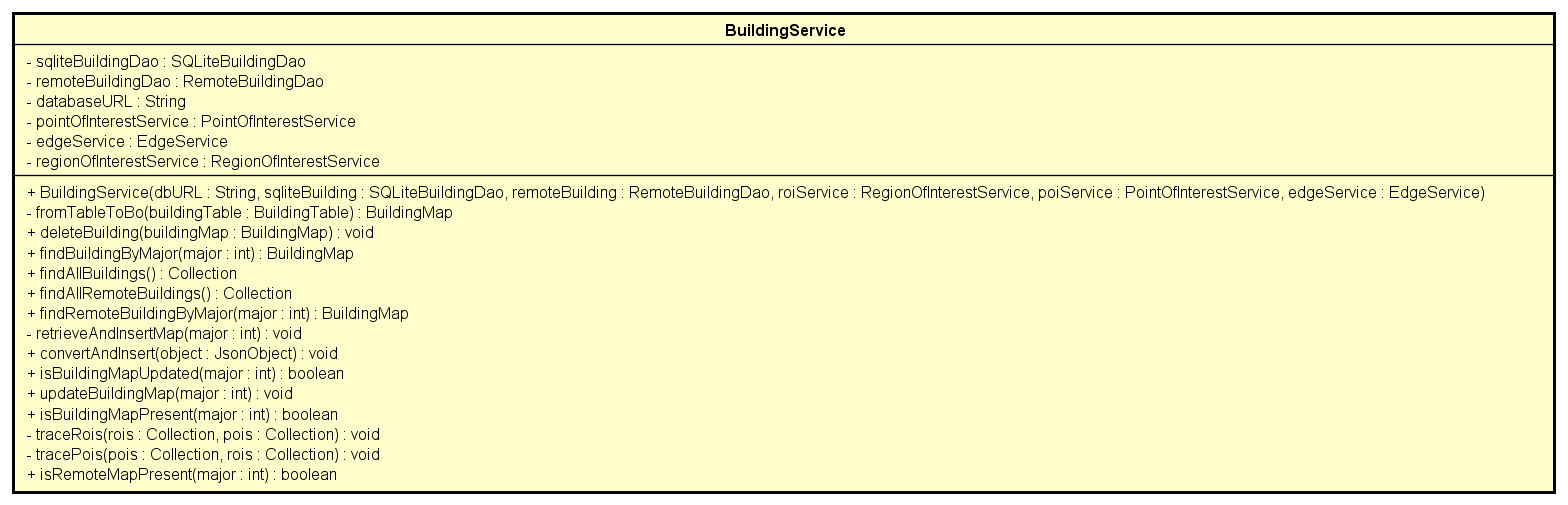 BuildingService
- sqliteBuildingDao : SQLiteBuildingDao
- remoteBuildingDao : RemoteBuildingDao
- databaseURL : String
- pointOfInterestService : PointOfInterestService
- edgeService : EdgeService
- regionOfInterestService : RegionOfInterestService
+ BuildingService(dbURL : String, sqliteBuilding : SQLiteBuildingDao, remoteBuilding : RemoteBuildingDao, roiService : RegionOfInterestService, poiService : PointOfInterestService, edgeService : EdgeService)
- fromTableToBo(buildingTable : BuildingTable) : BuildingMap
+ deleteBuilding(buildingMap : BuildingMap) : void
+ findBuildingByMajor(major : int) : BuildingMap
+ findAllBuildings() : Collection
+ findAllRemoteBuildings() : Collection
+ findRemoteBuildingByMajor(major : int) : BuildingMap
- retrieveAndInsertMap(major : int) : void
+ convertAndInsert(object : JsonObject) : void
+ isBuildingMapUpdated(major : int) : boolean
+ updateBuildingMap(major : int) : void
+ isBuildingMapPresent(major : int) : boolean
- traceRois(rois : Collection, pois : Collection) : void
- tracePois(pois : Collection, rois : Collection) : void
+ isRemoteMapPresent(major : int) : boolean